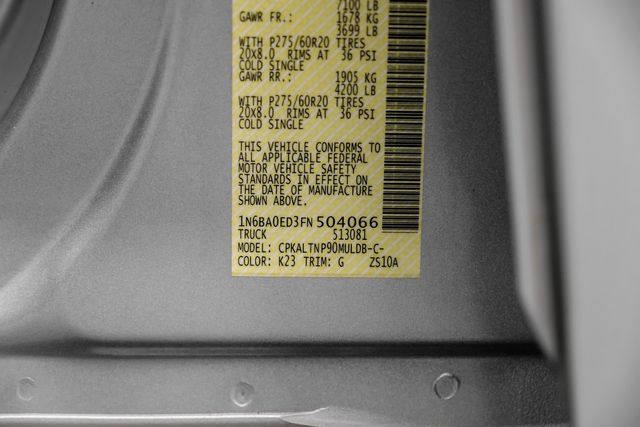 7100 LB
GAWR FR.: 1678 KG
3699 LB
WITH P275/60R20 TIRES
20x8.0 RIMS AT 36 PSI
COLD SINGLE
GAWR RR.: 1905 KG
4200 LB
WITH P275/60R20 TIRES
20x8.0 RIMS AT 36 PSI
COLD SINGLE
THIS VEHICLE CONFORMS TO
ALL APPLICABLE FEDERAL
MOTOR VEHICLE SAFETY
STANDARDS IN EFFECT ON
THE DATE OF MANUFACTURE
SHOWN ABOVE.
1N6BA0ED3FN504066
TRUCK 513081
MODEL: CPKALTNP90MULDB-C-
COLOR: K23 TRIM: G ZS10A